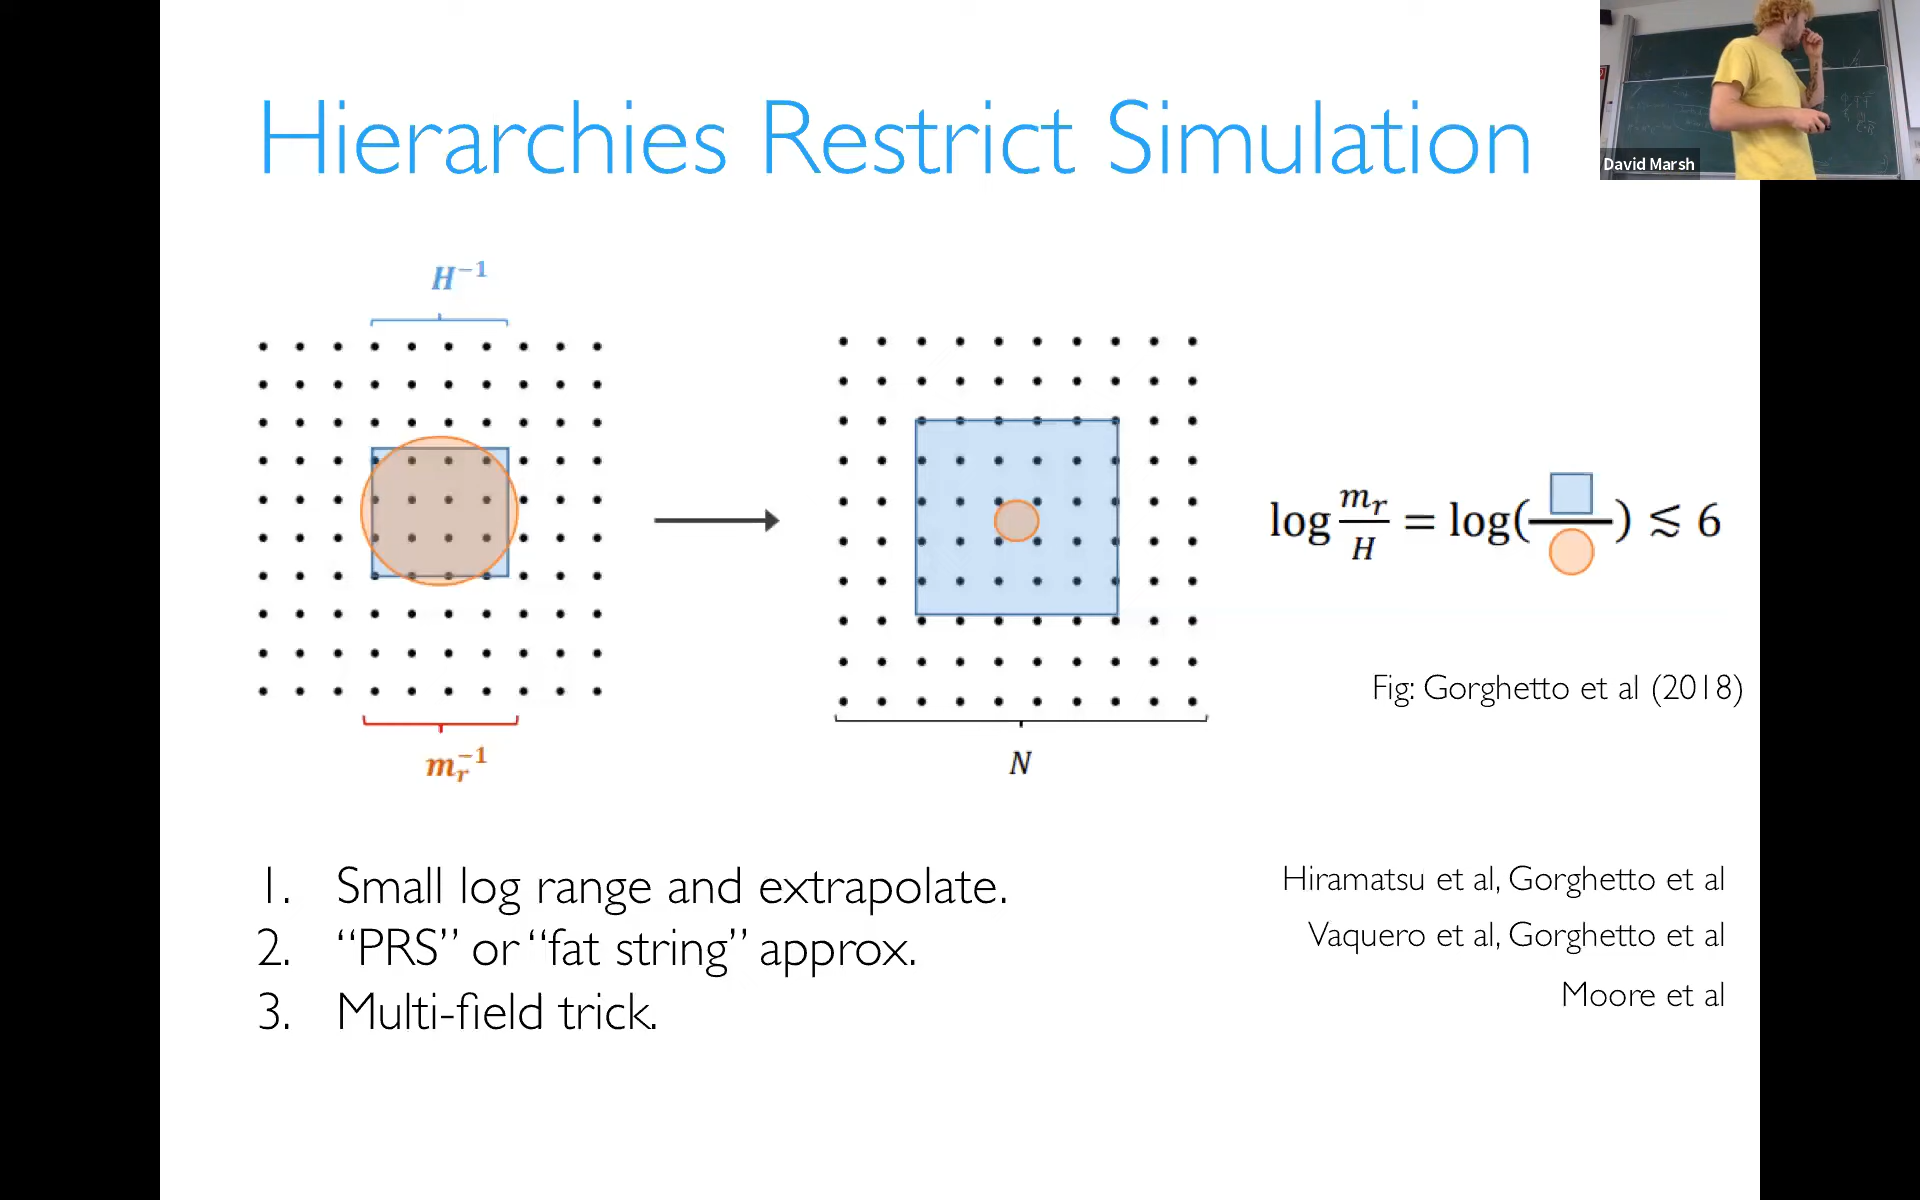 Hierarchies Restrict Simulation
David Marsh
H⁻¹
m_r⁻¹
N
log m_r/H = log( / ) ≲ 6
Fig: Gorghetto et al (2018)
1. Small log range and extrapolate.
Hiramatsu et al, Gorghetto et al
2. “PRS” or “fat string” approx.
Vaquero et al, Gorghetto et al
3. Multi-field trick.
Moore et al